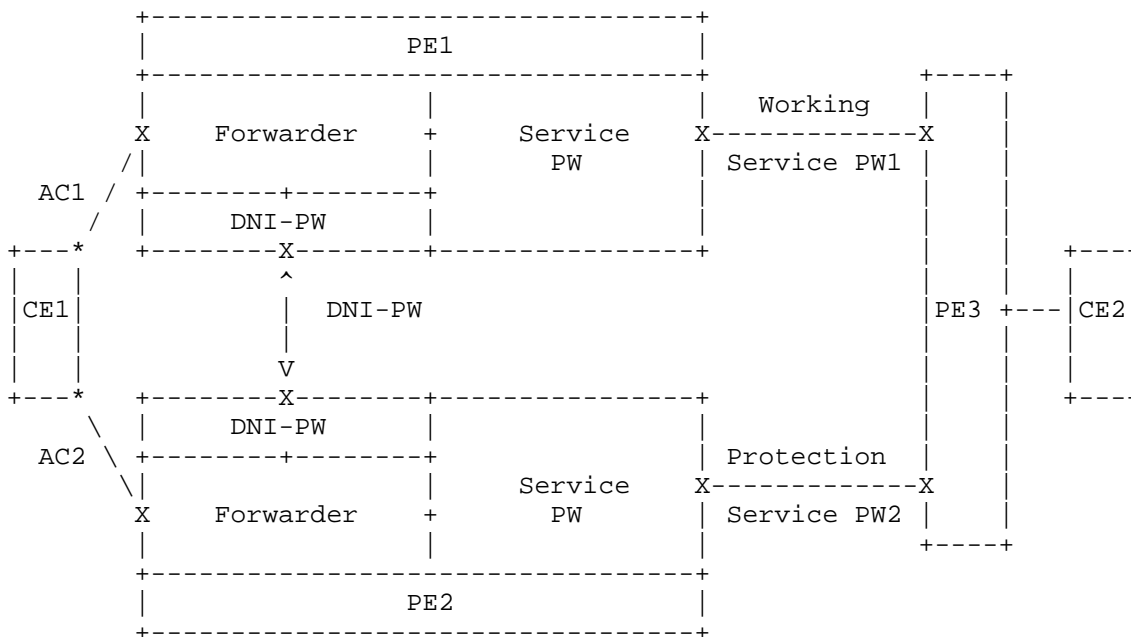 PE1
Working
Forwarder Service
PW Service PW1
AC1
DNI-PW
CE1 DNI-PW PE3 CE2
DNI-PW
AC2 Protection
Service
Forwarder PW Service PW2
PE2